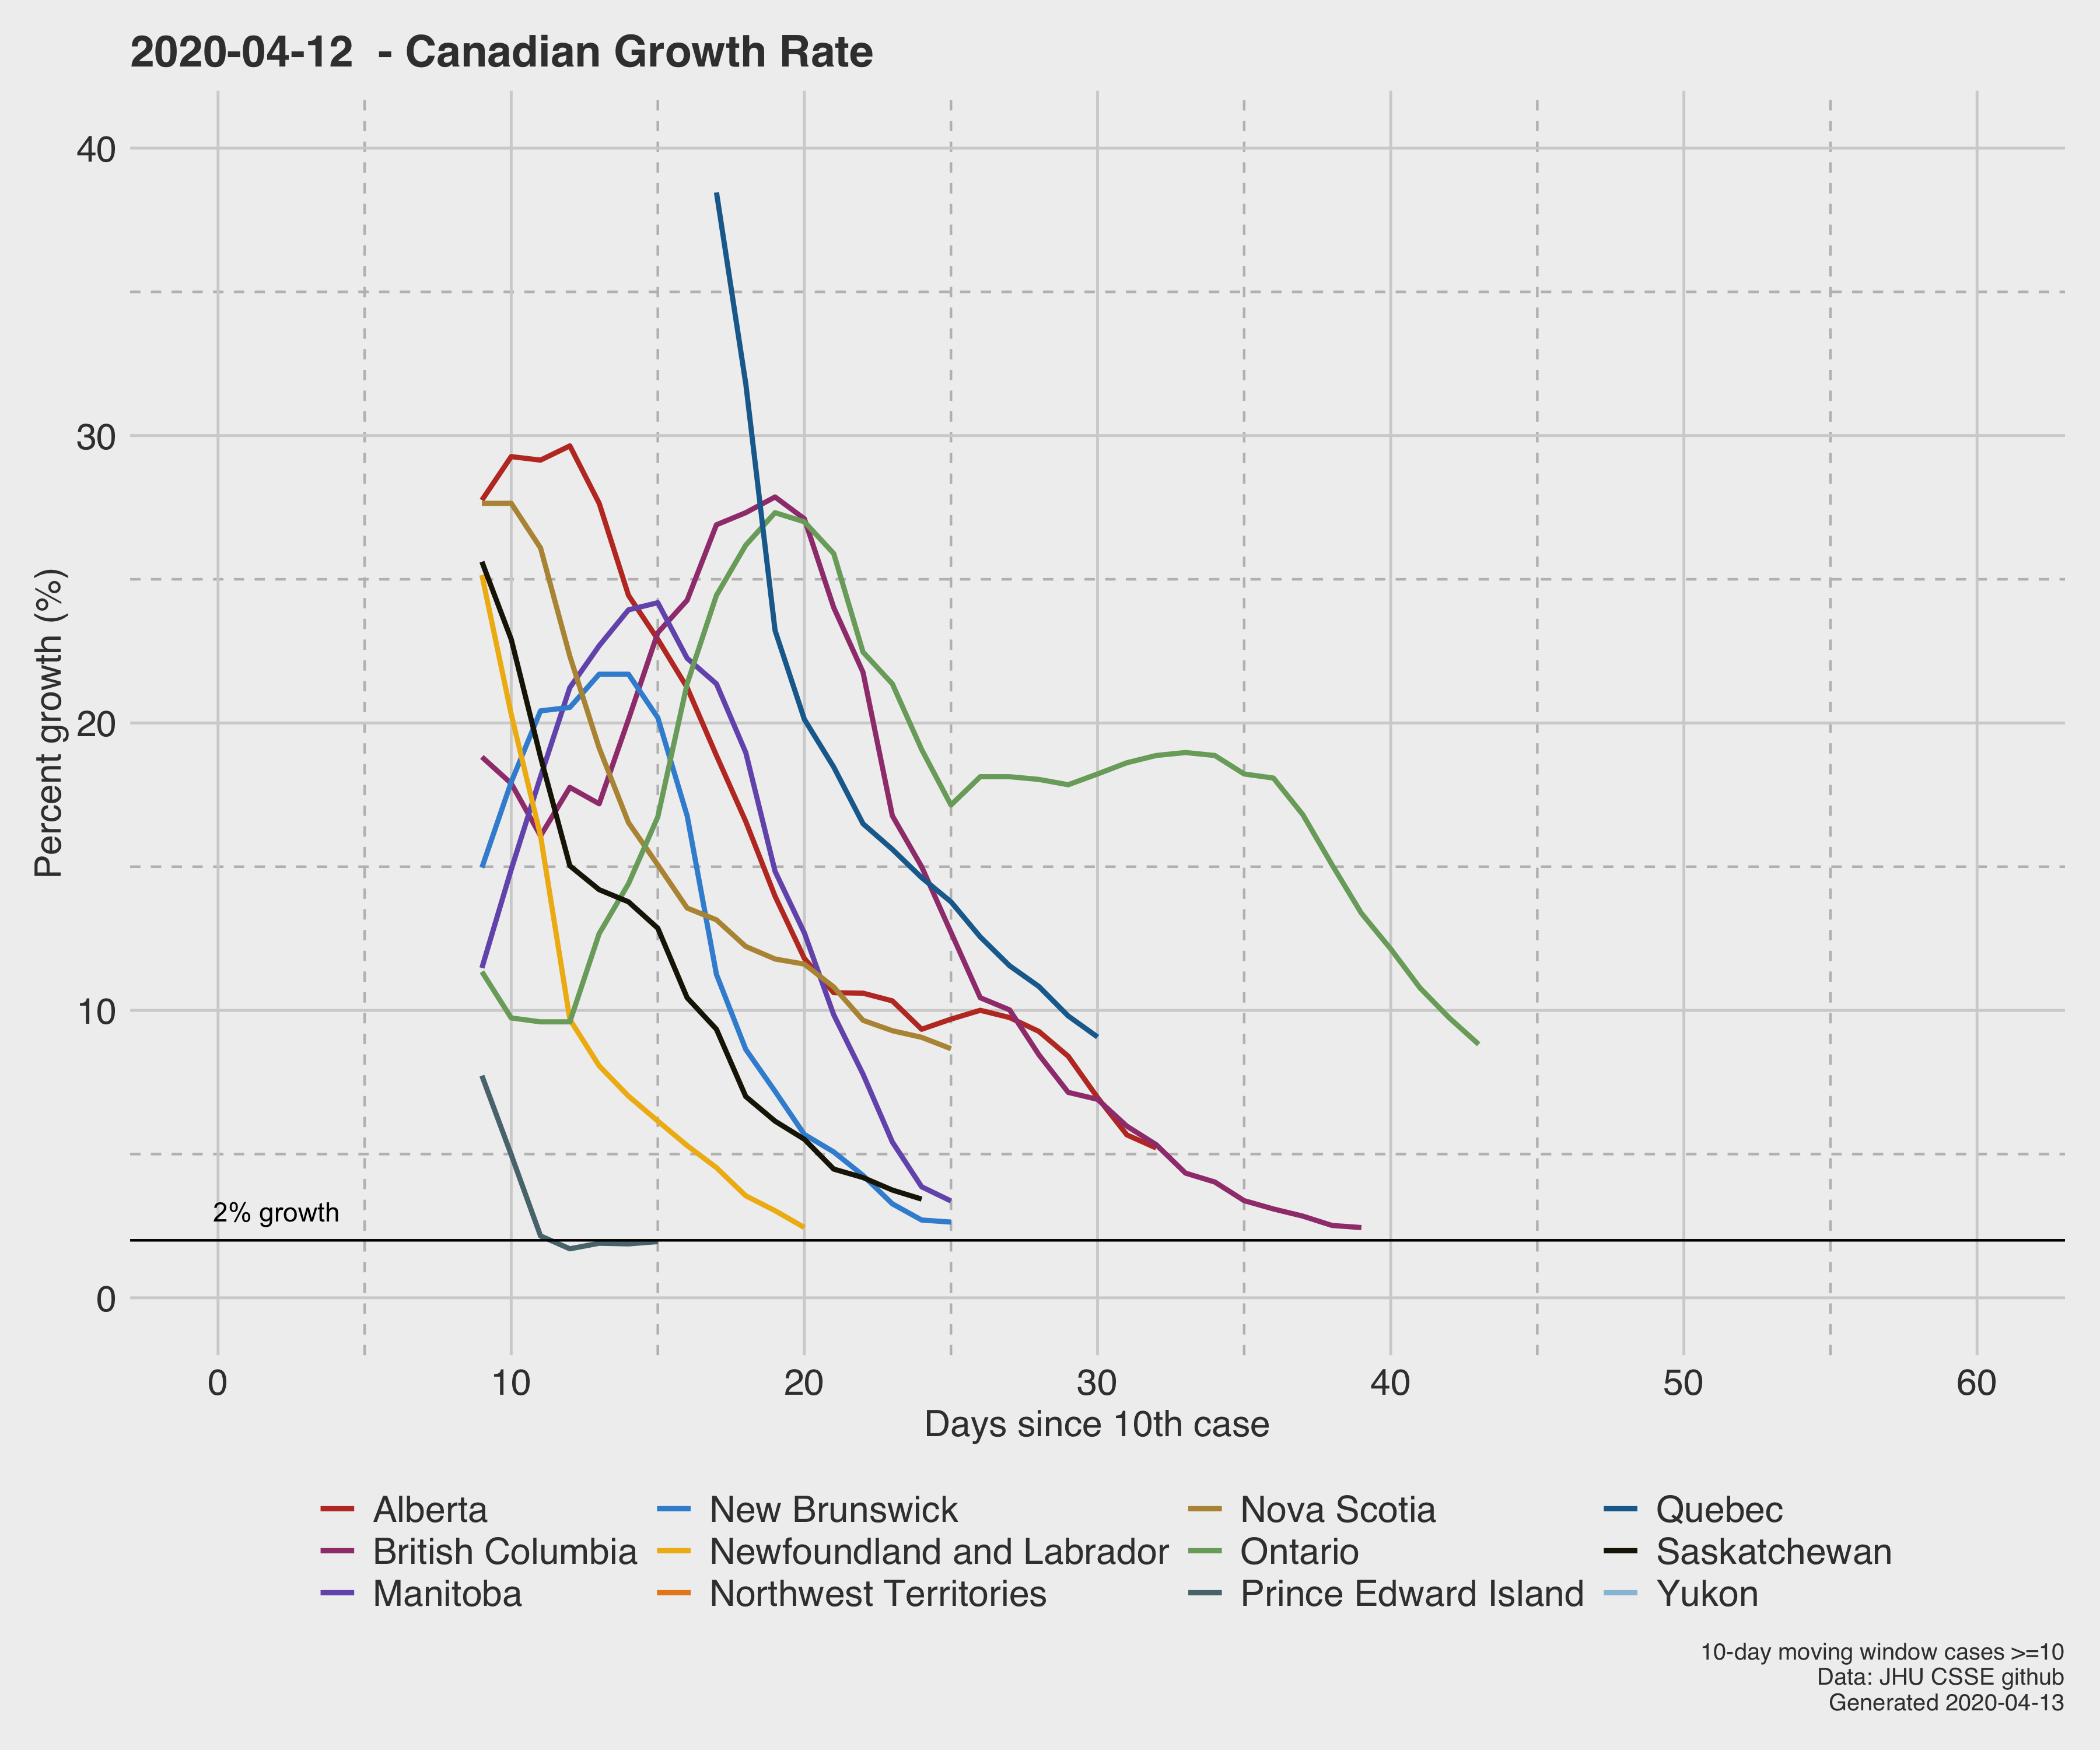 2020-04-12 - Canadian Growth Rate
40
30
20
10
0
Percent growth (%)
2% growth
0 10 20 30 40 50 60
Days since 10th case
Alberta New Brunswick Nova Scotia Quebec
British Columbia Newfoundland and Labrador Ontario Saskatchewan
Manitoba Northwest Territories Prince Edward Island Yukon
10-day moving window cases >=10
Data: JHU CSSE github
Generated 2020-04-13